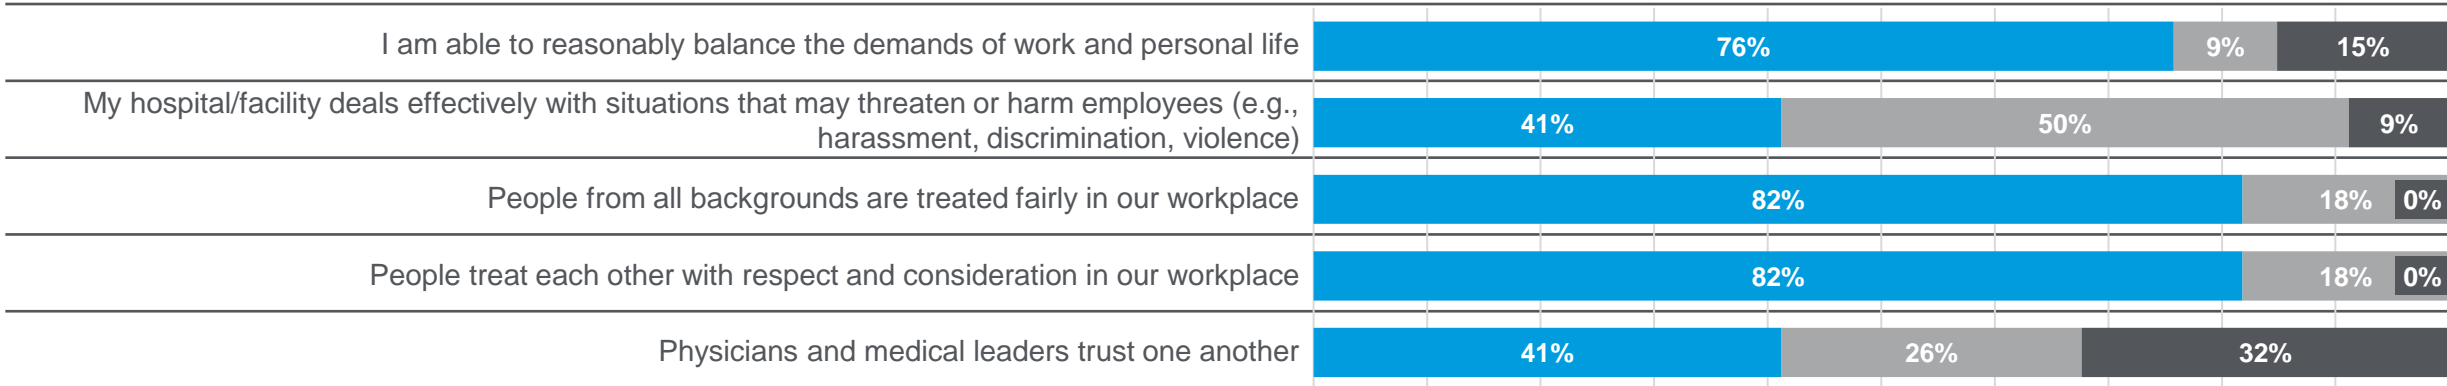 I am able to reasonably balance the demands of work and personal life 76% 9% 15%
My hospital/facility deals effectively with situations that may threaten or harm employees (e.g.,
harassment, discrimination, violence) 41% 50% 9%
People from all backgrounds are treated fairly in our workplace 82% 18% 0%
People treat each other with respect and consideration in our workplace 82% 18% 0%
Physicians and medical leaders trust one another 41% 26% 32%